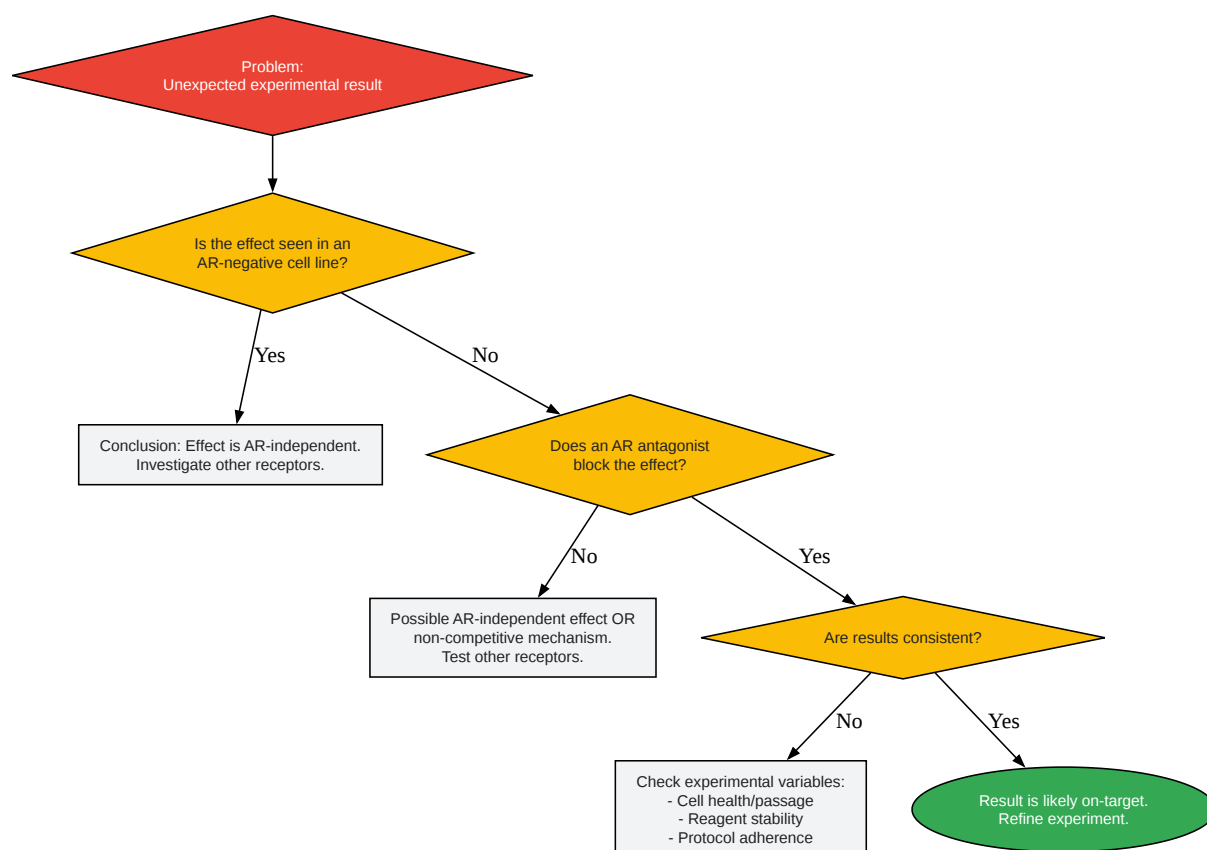 Problem:
Unexpected experimental result
Is the effect seen in an
AR-negative cell line?
Yes
No
Conclusion: Effect is AR-independent.
Investigate other receptors.
Does an AR antagonist
block the effect?
No
Yes
Possible AR-independent effect OR
non-competitive mechanism.
Test other receptors.
Are results consistent?
No
Yes
Check experimental variables:
- Cell health/passage
- Reagent stability
- Protocol adherence
Result is likely on-target.
Refine experiment.